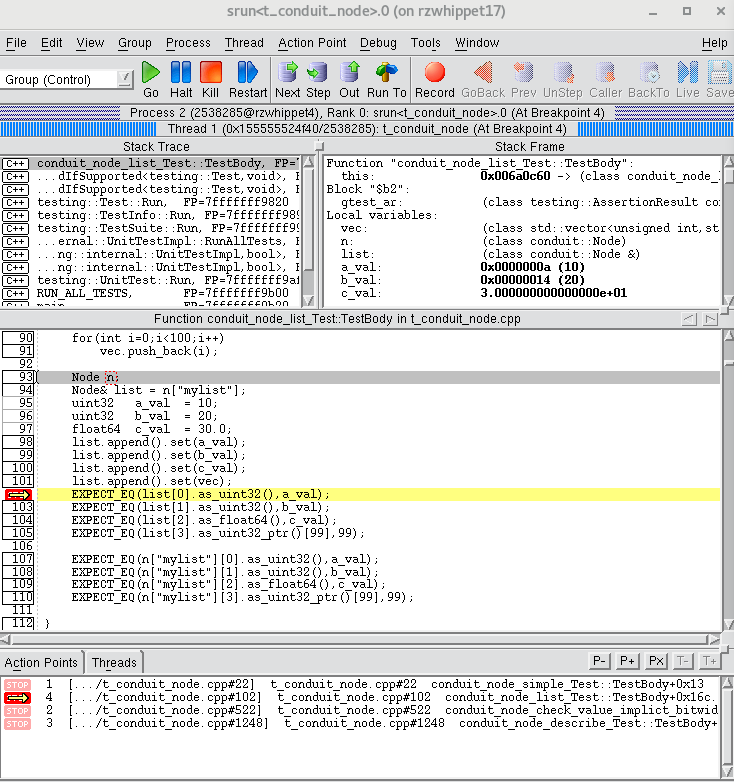 srun<t_conduit_node>.0 (on rzwhippet17)
File Edit View Group Process Thread Action Point Debug Tools Window Help
Group (Control)
Go Halt Kill Restart Next Step Out Run To Record GoBack Prev UnStep Caller BackTo Live Save
Process 2 (2538285@rzwhippet4), Rank 0: srun<t_conduit_node>.0 (At Breakpoint 4)
Thread 1 (0x155555524f40/2538285): t_conduit_node (At Breakpoint 4)
Stack Trace
C++ conduit_node_list_Test::TestBody, FP=7
C++ ...dIfSupported<testing::Test,void>, F
C++ ...dIfSupported<testing::Test,void>, F
C++ testing::Test::Run, FP=7fffffff9820
C++ testing::TestInfo::Run, FP=7fffffff989
C++ testing::TestSuite::Run, FP=7fffffff99
C++ ...ernal::UnitTestImpl::RunAllTests, F
C++ ...ng::internal::UnitTestImpl,bool>, F
C++ ...ng::internal::UnitTestImpl,bool>, F
C++ testing::UnitTest::Run, FP=7fffffff9af
C++ RUN_ALL_TESTS, FP=7fffffff9b00
main
Stack Frame
Function "conduit_node_list_Test::TestBody":
this: 0x006a0c60 -> (class conduit_node_l
Block "$b2":
gtest_ar: (class testing::AssertionResult co
Local variables:
vec: (class std::vector<unsigned int,st
n: (class conduit::Node)
list: (class conduit::Node &)
a_val: 0x0000000a (10)
b_val: 0x00000014 (20)
c_val: 3.000000000000000e+01
Function conduit_node_list_Test::TestBody in t_conduit_node.cpp
90 for(int i=0;i<100;i++)
91 vec.push_back(i);
92
93 Node n;
94 Node& list = n["mylist"];
95 uint32 a_val = 10;
96 uint32 b_val = 20;
97 float64 c_val = 30.0;
98 list.append().set(a_val);
99 list.append().set(b_val);
100 list.append().set(c_val);
101 list.append().set(vec);
EXPECT_EQ(list[0].as_uint32(),a_val);
103 EXPECT_EQ(list[1].as_uint32(),b_val);
104 EXPECT_EQ(list[2].as_float64(),c_val);
105 EXPECT_EQ(list[3].as_uint32_ptr()[99],99);
106
107 EXPECT_EQ(n["mylist"][0].as_uint32(),a_val);
108 EXPECT_EQ(n["mylist"][1].as_uint32(),b_val);
109 EXPECT_EQ(n["mylist"][2].as_float64(),c_val);
110 EXPECT_EQ(n["mylist"][3].as_uint32_ptr()[99],99);
111
112 }
Action Points Threads P- P+ Px T- T+
STOP 1 [.../t_conduit_node.cpp#22] t_conduit_node.cpp#22 conduit_node_simple_Test::TestBody+0x13
4 [.../t_conduit_node.cpp#102] t_conduit_node.cpp#102 conduit_node_list_Test::TestBody+0x16c.
STOP 2 [.../t_conduit_node.cpp#522] t_conduit_node.cpp#522 conduit_node_check_value_implict_bitwid
STOP 3 [.../t_conduit_node.cpp#1248] t_conduit_node.cpp#1248 conduit_node_describe_Test::TestBody+